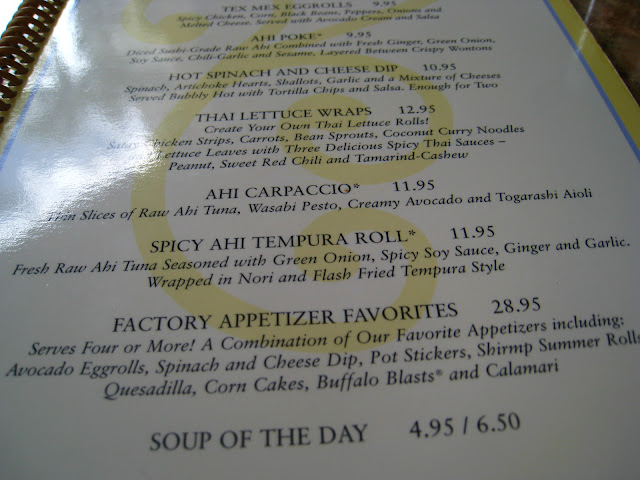 TEX MEX EGGROLLS 9.95
Spicy Chicken, Corn, Black Beans, Peppers, Onions and
Melted Cheese. Served with Avocado Cream and Salsa
AHI POKE* 9.95
Diced Sushi-Grade Raw Ahi Combined with Fresh Ginger, Green Onion,
Soy Sauce, Chili-Garlic and Sesame, Layered Between Crispy Wontons
HOT SPINACH AND CHEESE DIP 10.95
Spinach, Artichoke Hearts, Shallots, Garlic and a Mixture of Cheeses
Served Bubbly Hot with Tortilla Chips and Salsa. Enough for Two
THAI LETTUCE WRAPS 12.95
Create Your Own Thai Lettuce Rolls!
Satay Chicken Strips, Carrots, Bean Sprouts, Coconut Curry Noodles
Lettuce Leaves with Three Delicious Spicy Thai Sauces –
Peanut, Sweet Red Chili and Tamarind-Cashew
AHI CARPACCIO* 11.95
Thin Slices of Raw Ahi Tuna, Wasabi Pesto, Creamy Avocado and Togarashi Aioli
SPICY AHI TEMPURA ROLL* 11.95
Fresh Raw Ahi Tuna Seasoned with Green Onion, Spicy Soy Sauce, Ginger and Garlic.
Wrapped in Nori and Flash Fried Tempura Style
FACTORY APPETIZER FAVORITES 28.95
Serves Four or More! A Combination of Our Favorite Appetizers including:
Avocado Eggrolls, Spinach and Cheese Dip, Pot Stickers, Shirmp Summer Rolls
Quesadilla, Corn Cakes, Buffalo Blasts® and Calamari
SOUP OF THE DAY 4.95 / 6.50